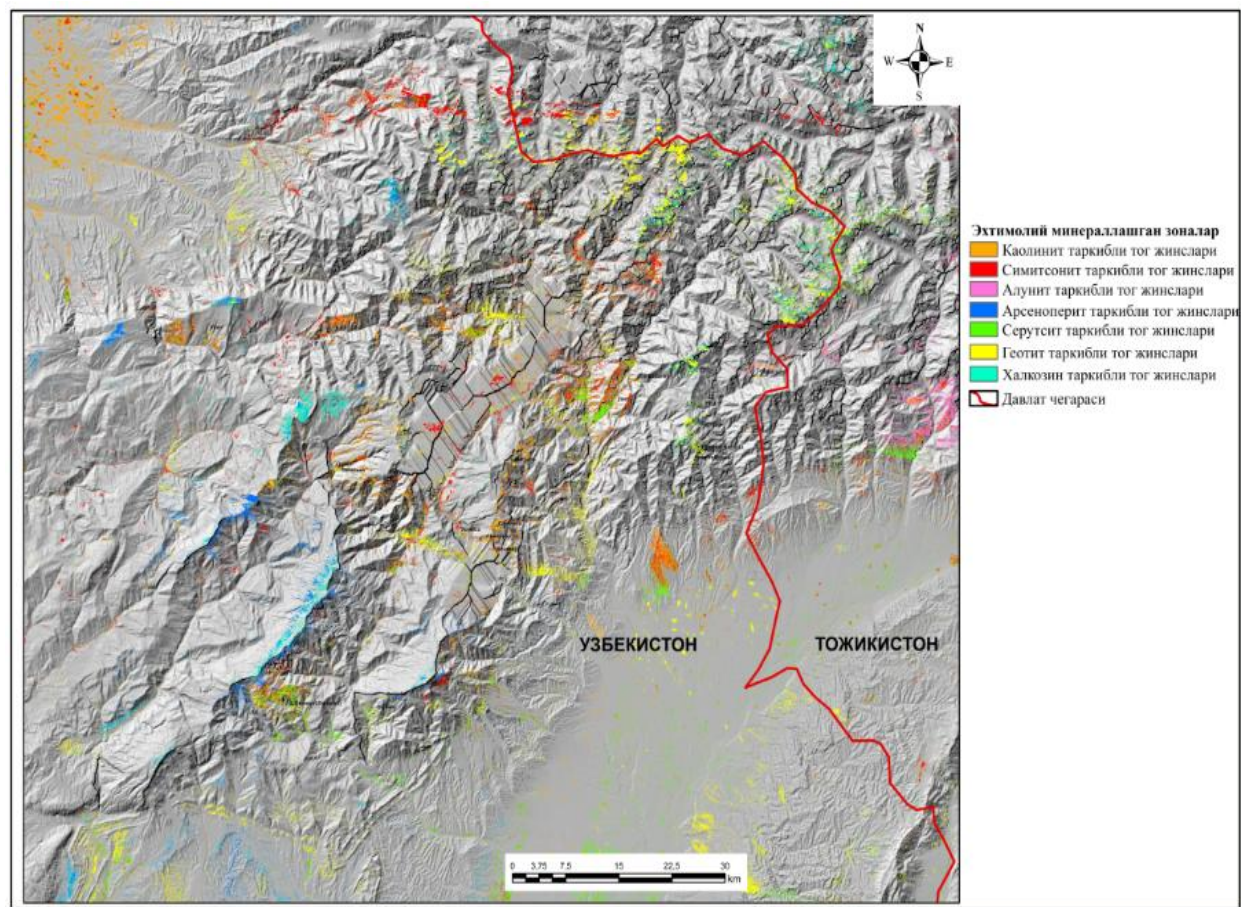 N
W E
S
Эхтимолий минераллашган зоналар
Каолинит таркибли тог жинслари
Симитсонит таркибли тог жинслари
Алунит таркибли тог жинслари
Арсеноперит таркибли тог жинслари
Серутсит таркибли тог жинслари
Геотит таркибли тог жинслари
Халкозин таркибли тог жинслари
Давлат чегараси
УЗБЕКИСТОН
ТОЖИКИСТОН
0 3,75 7,5 15 22,5 30
km